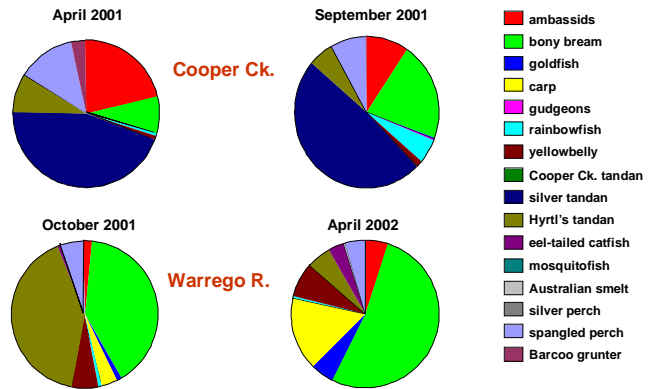 April 2001
September 2001
Cooper Ck.
October 2001
April 2002
Warrego R.
ambassids
bony bream
goldfish
carp
gudgeons
rainbowfish
yellowbelly
Cooper Ck. tandan
silver tandan
Hyrtl's tandan
eel-tailed catfish
mosquitofish
Australian smelt
silver perch
spangled perch
Barcoo grunter